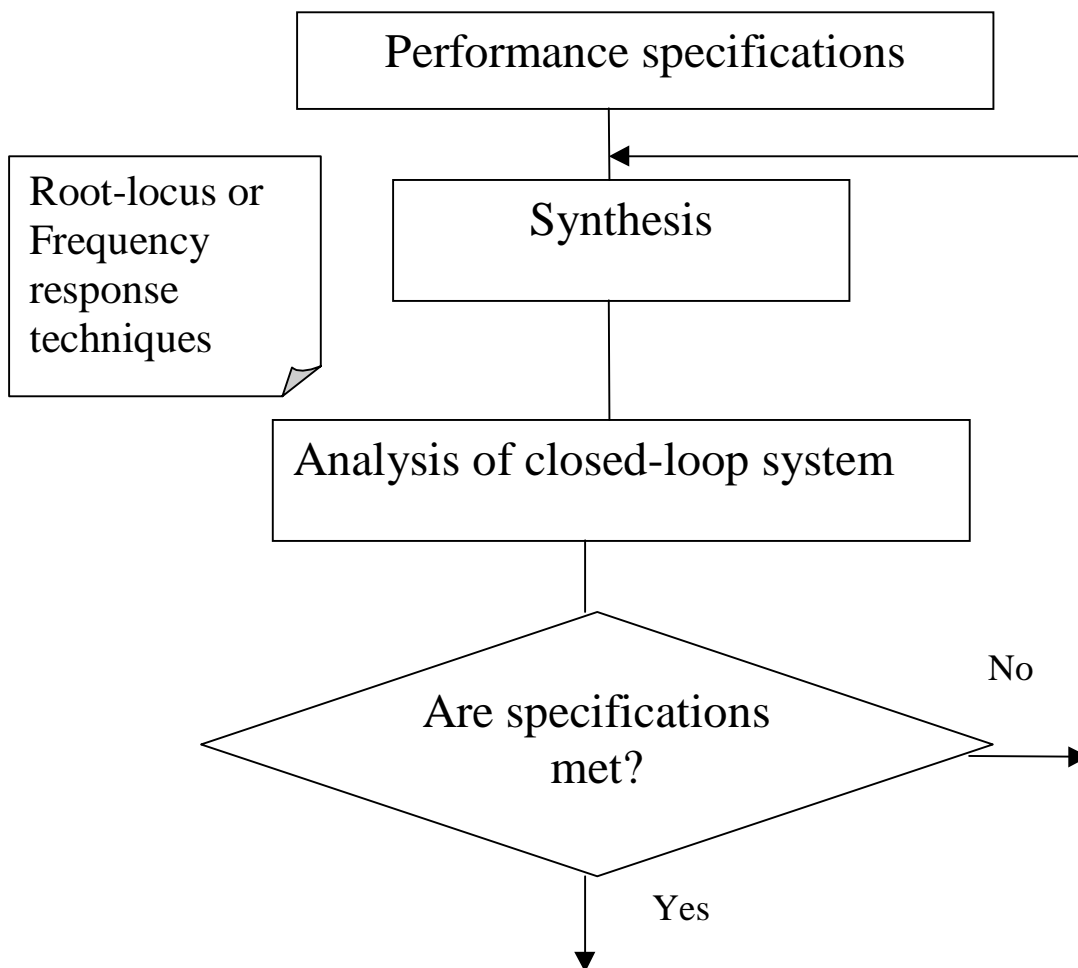 Performance specifications
Root-locus or
Frequency
response
techniques
Synthesis
Analysis of closed-loop system
No
Are specifications
met?
Yes